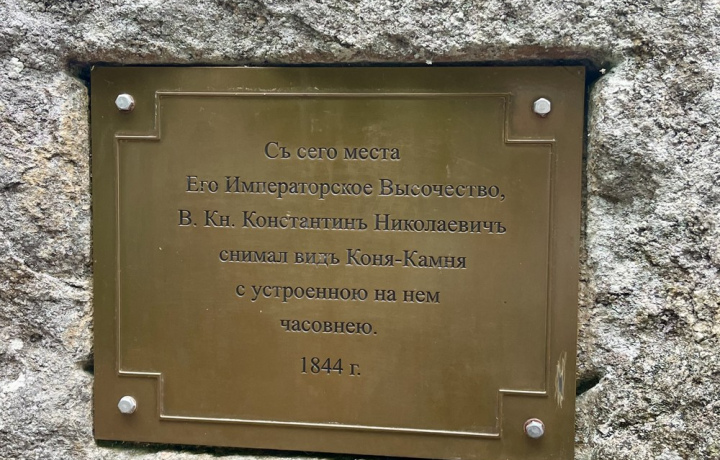 Съ сего места
Его Императорское Высочество,
В. Кн. Константинъ Николаевичъ
снимал видъ Коня-Камня
с устроенною на нем
часовнею.
1844 г.